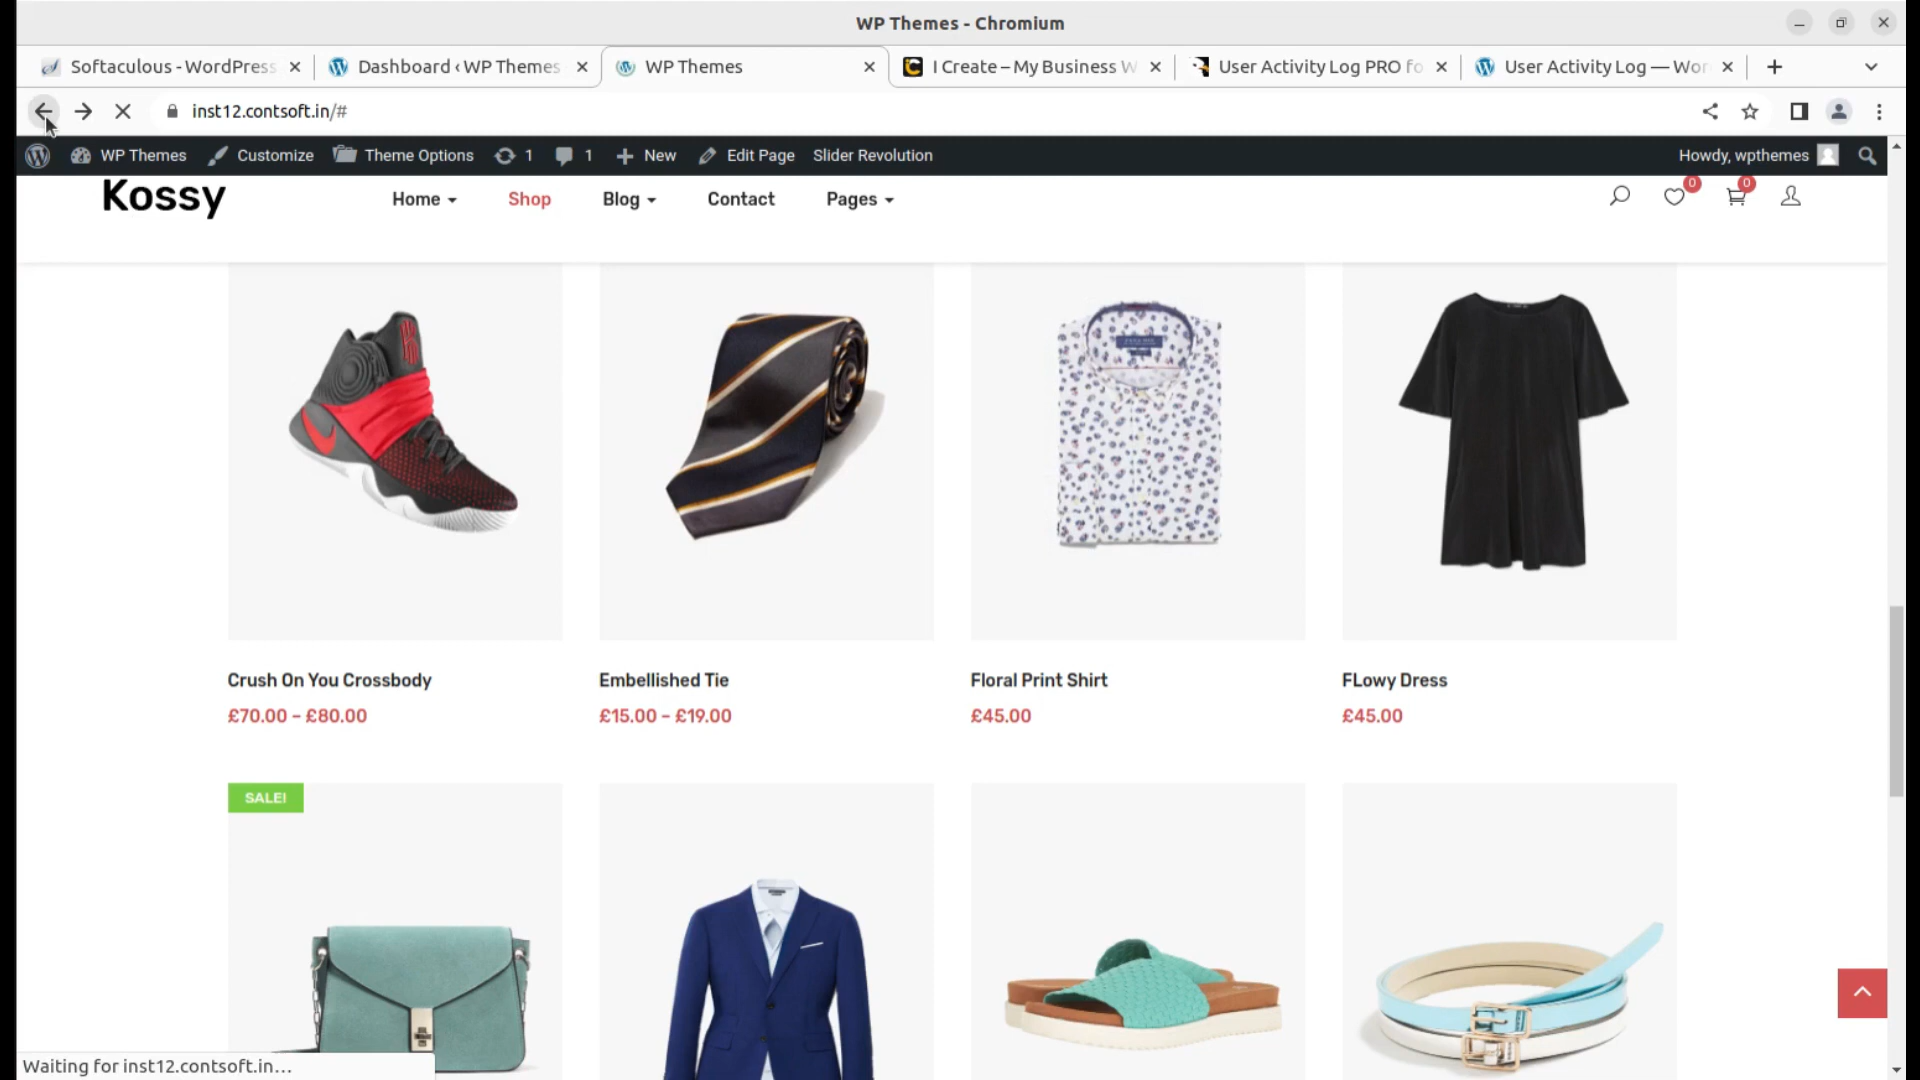 WP Themes - Chromium
Softaculous - WordPress
Dashboard ‹ WP Themes
WP Themes
I Create – My Business W
User Activity Log PRO fo
User Activity Log — Wor
inst12.contsoft.in/#
WP Themes
Customize
Theme Options
1
1
New
Edit Page
Slider Revolution
Howdy, wpthemes
Kossy
Home
Shop
Blog
Contact
Pages
0
0
Crush On You Crossbody
£70.00 – £80.00
Embellished Tie
£15.00 – £19.00
Floral Print Shirt
£45.00
FLowy Dress
£45.00
SALE!
Waiting for inst12.contsoft.in...